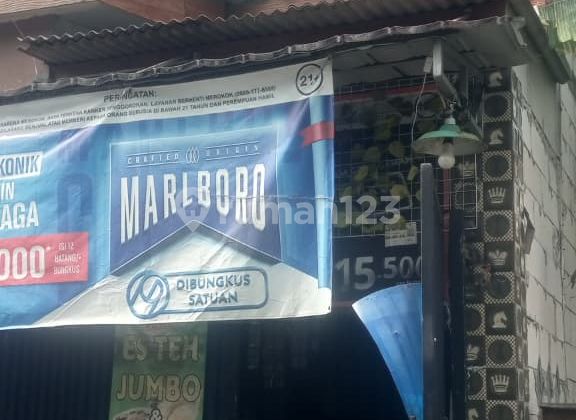 PERINGATAN:
21+
KONIK
IN
AGA
000*
ISI 12
BATANG/
BUNGKUS
CRAFTED ORIGIN
MARLBORO
DIBUNGKUS
SATUAN
rumah123
15.500
ES TEH
JUMBO
&